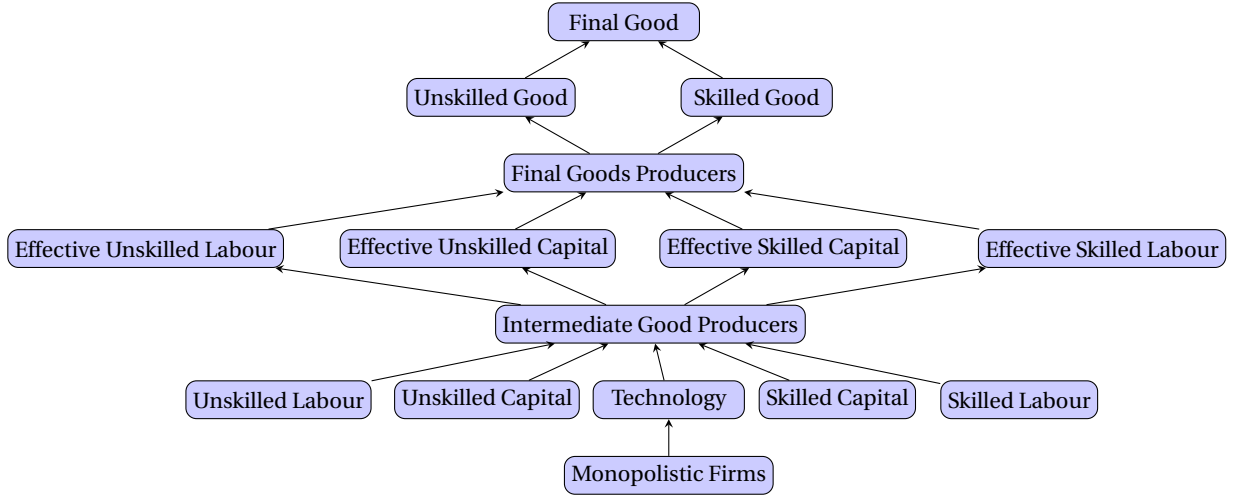 Final Good
Unskilled Good
Skilled Good
Final Goods Producers
Effective Unskilled Labour
Effective Unskilled Capital
Effective Skilled Capital
Effective Skilled Labour
Intermediate Good Producers
Unskilled Labour
Unskilled Capital
Technology
Skilled Capital
Skilled Labour
Monopolistic Firms